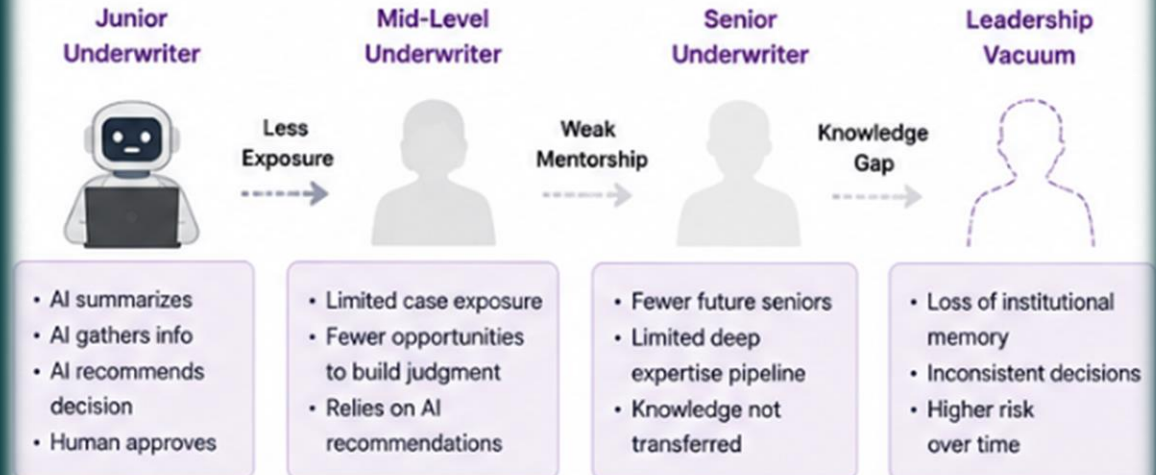 Junior
Underwriter
Mid-Level
Underwriter
Senior
Underwriter
Leadership
Vacuum
Less
Exposure
Weak
Mentorship
Knowledge
Gap
• AI summarizes
• AI gathers info
• AI recommends
decision
• Human approves
• Limited case exposure
• Fewer opportunities
to build judgment
• Relies on AI
recommendations
• Fewer future seniors
• Limited deep
expertise pipeline
• Knowledge not
transferred
• Loss of institutional
memory
• Inconsistent decisions
• Higher risk
over time